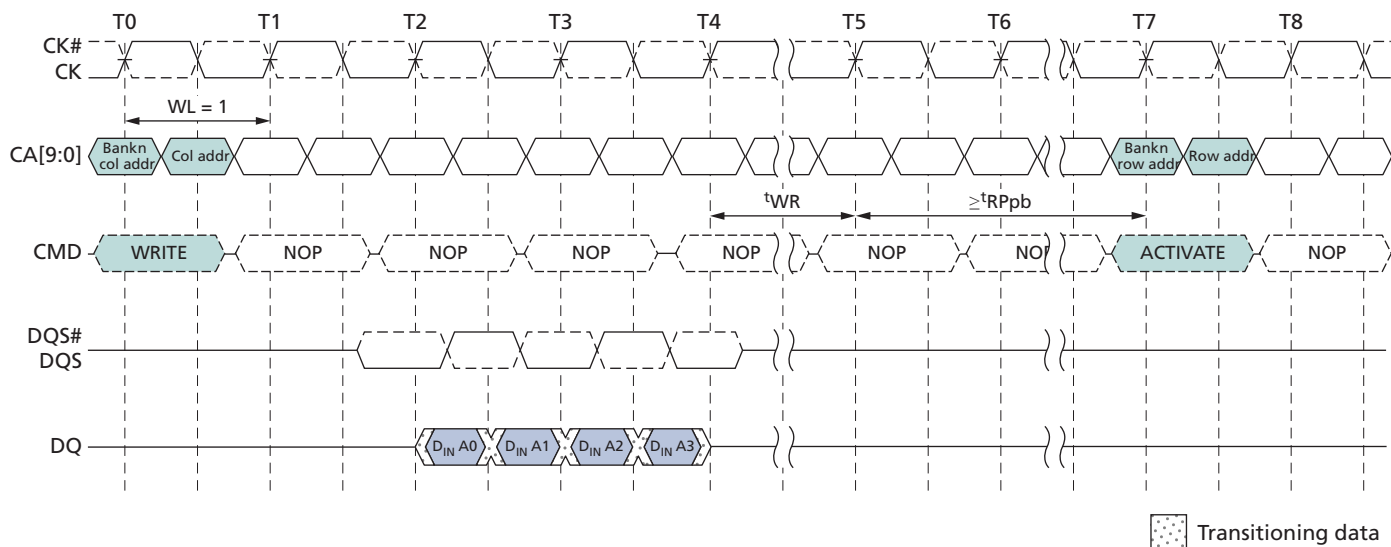 T0 T1 T2 T3 T4 T5 T6 T7 T8
CK#
CK
WL = 1
CA[9:0]
Bankn
col addr
Col addr
Bankn
row addr
Row addr
tWR
≥tRPpb
CMD
WRITE
NOP
NOP
NOP
NOP
NOP
NOP
ACTIVATE
NOP
DQS#
DQS
DQ
DIN A0
DIN A1
DIN A2
DIN A3
Transitioning data